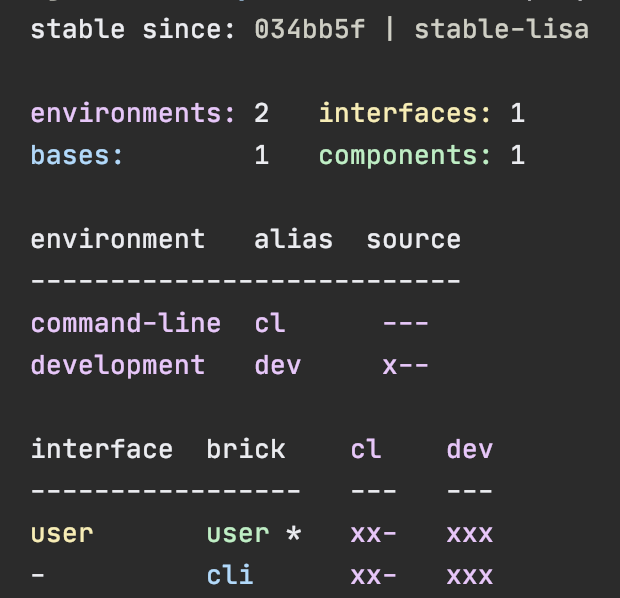 stable since: 034bb5f | stable-lisa
environments: 2   interfaces: 1
bases:        1   components: 1
environment   alias  source
---------------------------
command-line  cl      ---
development   dev     x--
interface  brick    cl    dev
-----------------   ---   ---
user       user *   xx-   xxx
-          cli      xx-   xxx